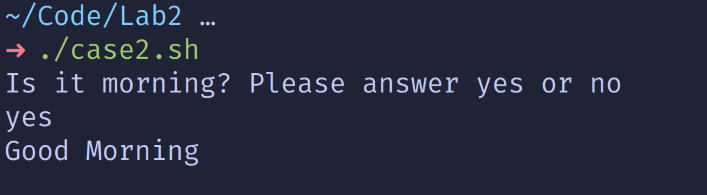 ~/Code/Lab2 …
➜ ./case2.sh
Is it morning? Please answer yes or no
yes
Good Morning